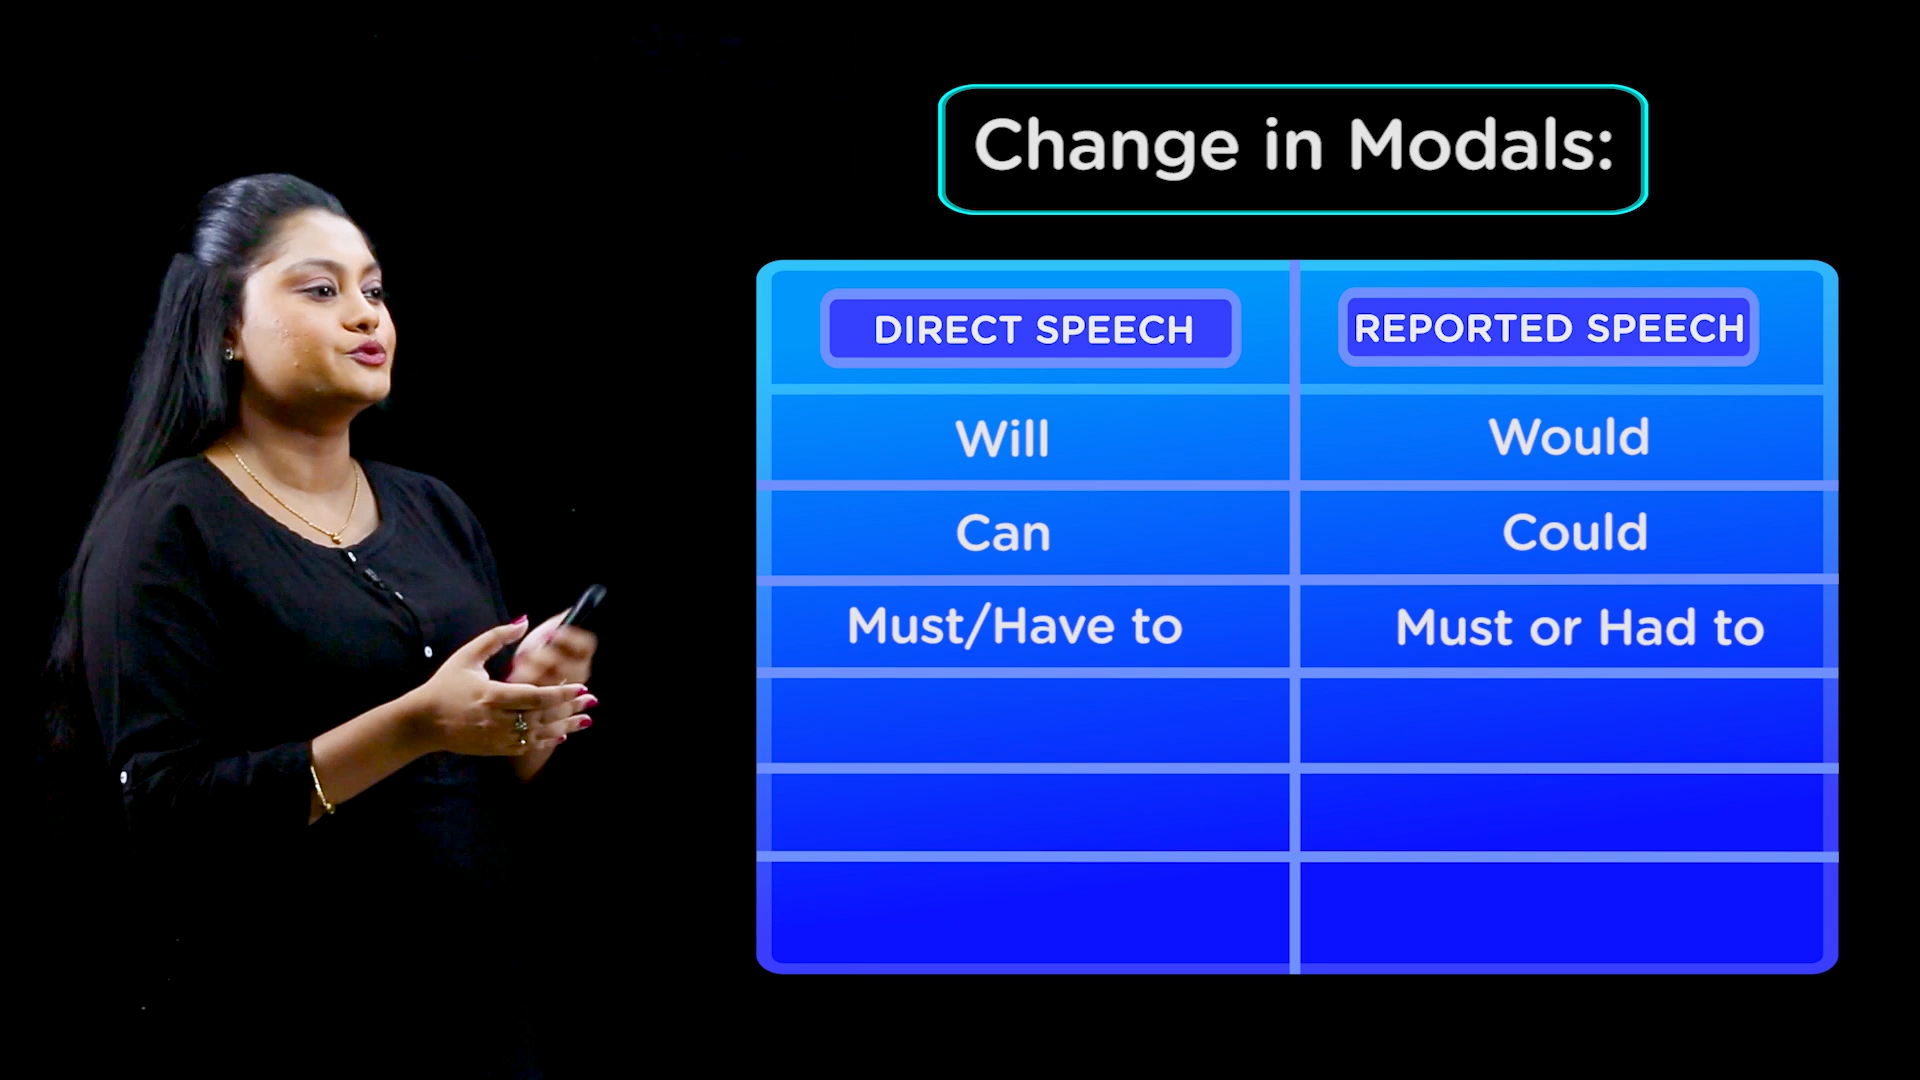 Change in Modals:
DIRECT SPEECH
REPORTED SPEECH
Will
Would
Can
Could
Must/Have to
Must or Had to